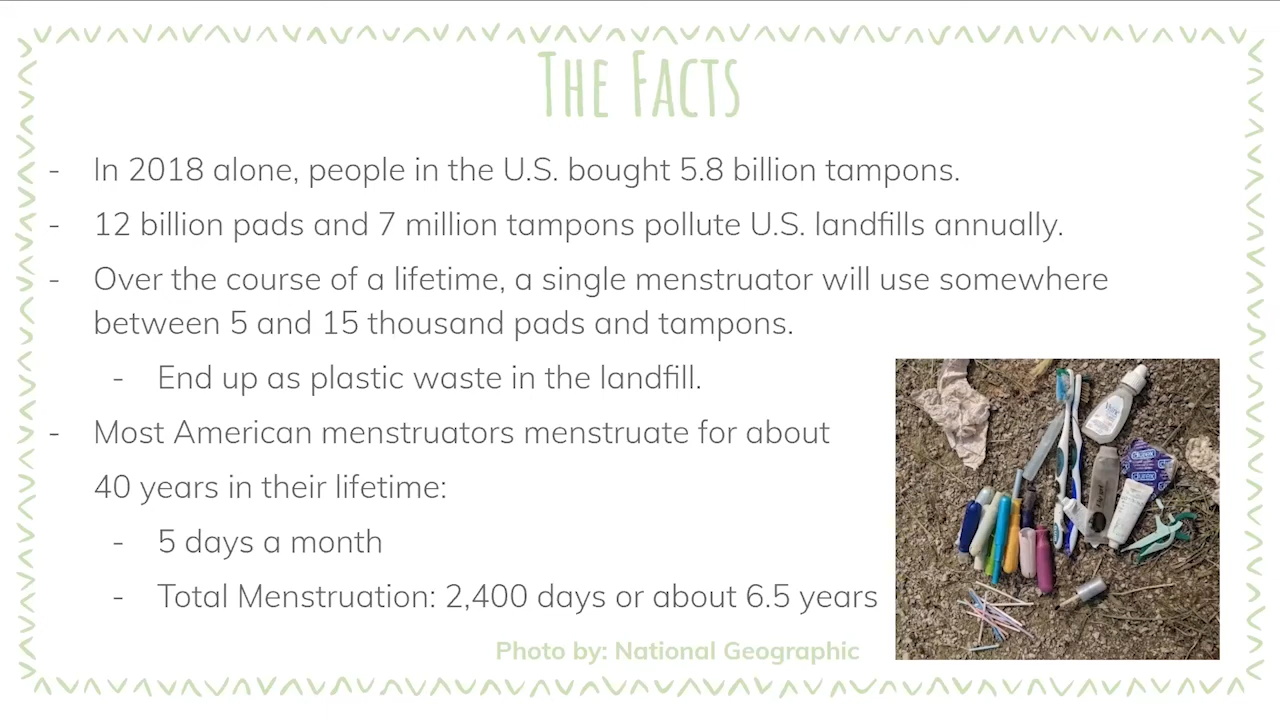 The Facts
- In 2018 alone, people in the U.S. bought 5.8 billion tampons.
- 12 billion pads and 7 million tampons pollute U.S. landfills annually.
- Over the course of a lifetime, a single menstruator will use somewhere
between 5 and 15 thousand pads and tampons.
- End up as plastic waste in the landfill.
- Most American menstruators menstruate for about
40 years in their lifetime:
- 5 days a month
- Total Menstruation: 2,400 days or about 6.5 years
Photo by: National Geographic